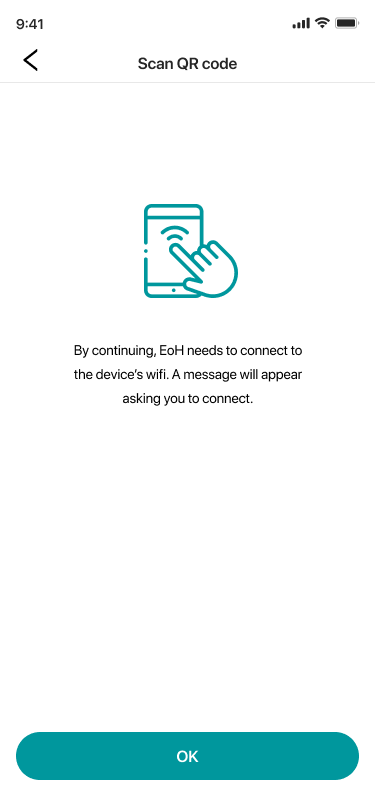 9:41
Scan QR code
By continuing, EoH needs to connect to
the device’s wifi. A message will appear
asking you to connect.
OK